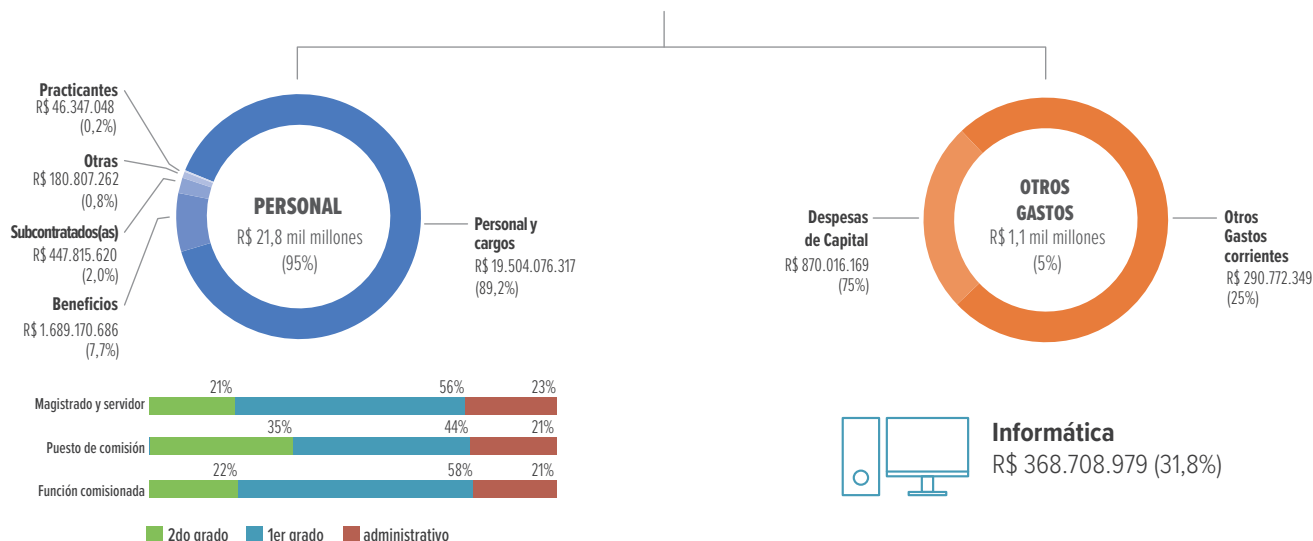 Practicantes
R$ 46.347.048
(0,2%)
Otras
R$ 180.807.262
(0,8%)
Subcontratados(as)
R$ 447.815.620
(2,0%)
Beneficios
R$ 1.689.170.686
(7,7%)
PERSONAL
R$ 21,8 mil millones
(95%)
Personal y
cargos
R$ 19.504.076.317
(89,2%)
Despesas
de Capital
R$ 870.016.169
(75%)
OTROS
GASTOS
R$ 1,1 mil millones
(5%)
Otros
Gastos
corrientes
R$ 290.772.349
(25%)
21% 56% 23%
Magistrado y servidor
35% 44% 21%
Puesto de comisión
22% 58% 21%
Función comisionada
2do grado 1er grado administrativo
Informática
R$ 368.708.979 (31,8%)